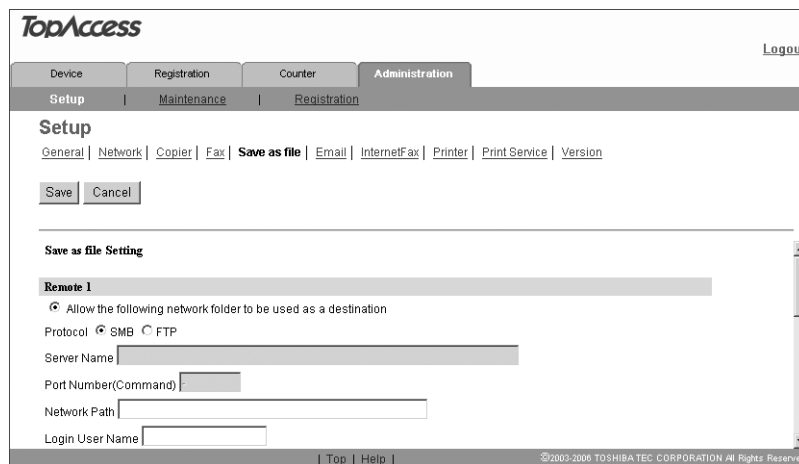 TopAccess
Logou
Device Registration Counter Administration
Setup | Maintenance | Registration
Setup
General | Network | Copier | Fax | Save as file | Email | InternetFax | Printer | Print Service | Version
Save Cancel
Save as file Setting
Remote 1
Allow the following network folder to be used as a destination
Protocol SMB FTP
Server Name
Port Number(Command) -
Network Path
Login User Name
| Top | Help |
©2003-2006 TOSHIBA TEC CORPORATION All Rights Reserve